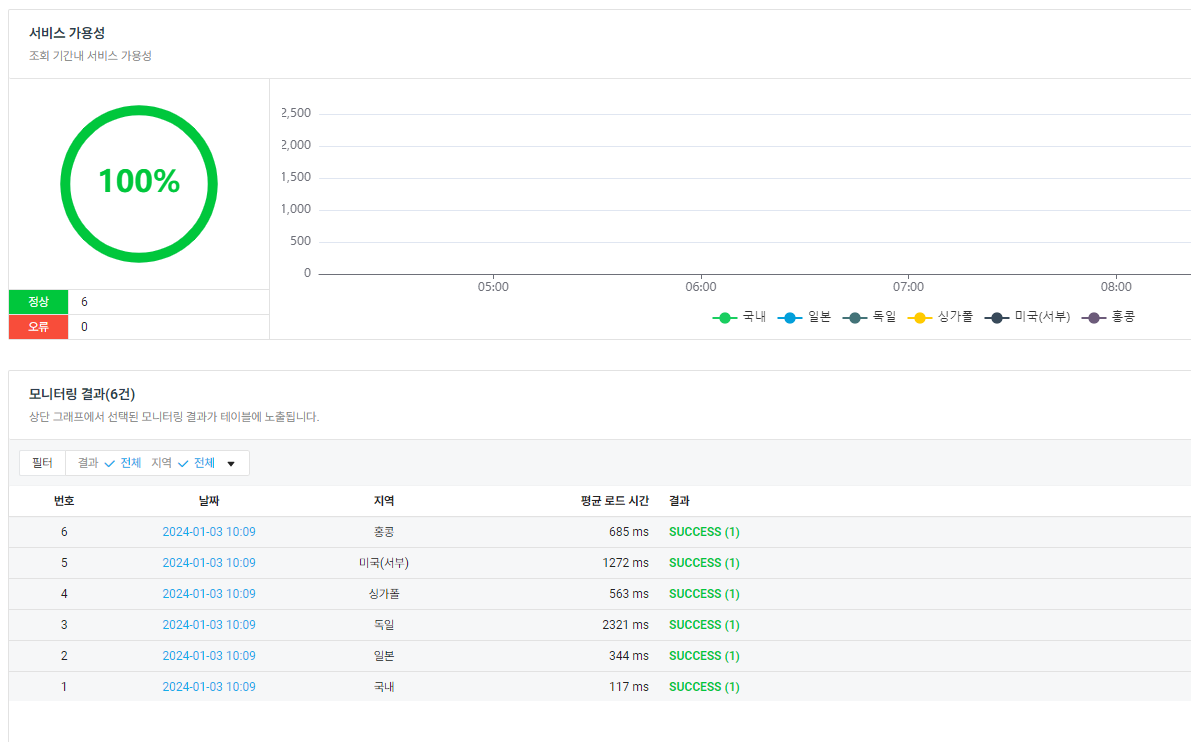 서비스 가용성
조회 기간내 서비스 가용성
100%
정상 6
오류 0
2,500
2,000
1,500
1,000
500
0
05:00 06:00 07:00 08:00
국내 일본 독일 싱가폴 미국(서부) 홍콩
모니터링 결과(6건)
상단 그래프에서 선택된 모니터링 결과가 테이블에 노출됩니다.
필터 결과 전체 지역 전체
번호 날짜 지역 평균 로드 시간 결과
6 2024-01-03 10:09 홍콩 685 ms SUCCESS (1)
5 2024-01-03 10:09 미국(서부) 1272 ms SUCCESS (1)
4 2024-01-03 10:09 싱가폴 563 ms SUCCESS (1)
3 2024-01-03 10:09 독일 2321 ms SUCCESS (1)
2 2024-01-03 10:09 일본 344 ms SUCCESS (1)
1 2024-01-03 10:09 국내 117 ms SUCCESS (1)